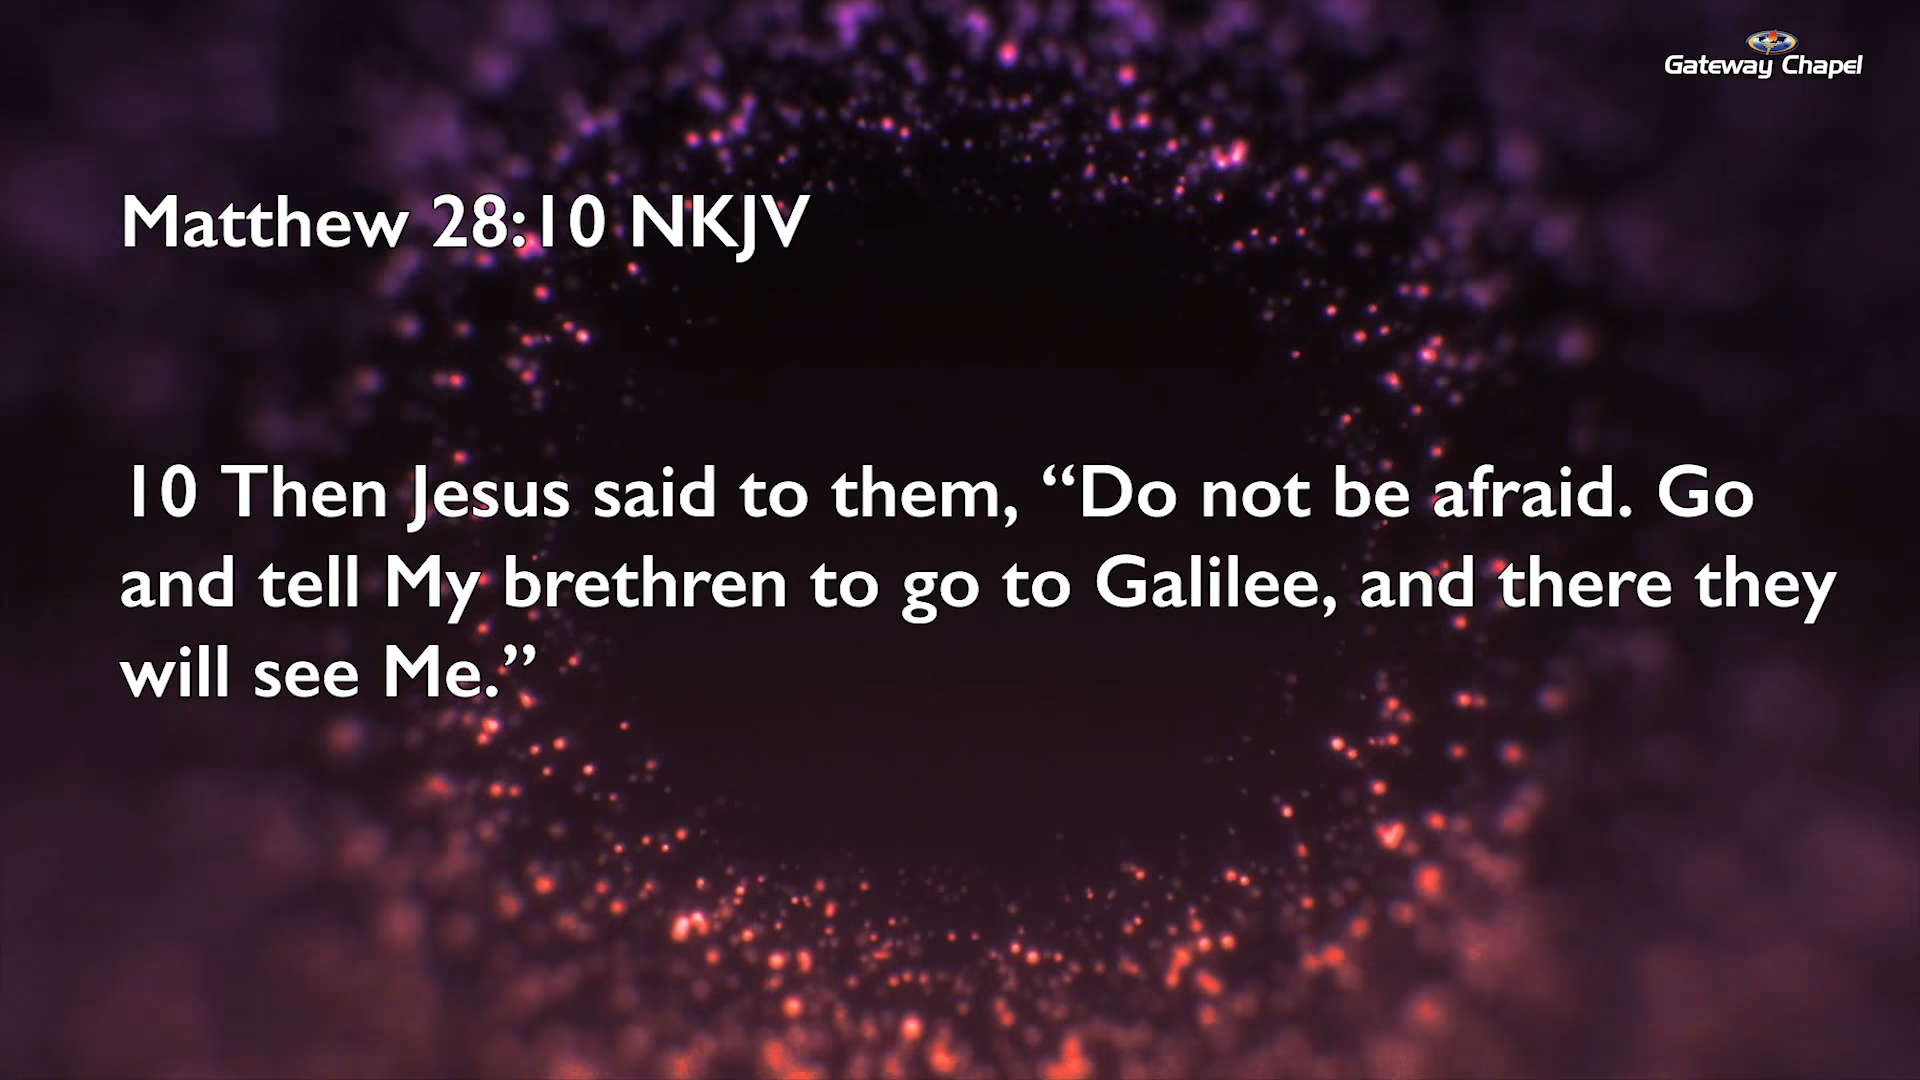 Gateway Chapel
Matthew 28:10 NKJV
10 Then Jesus said to them, “Do not be afraid. Go
and tell My brethren to go to Galilee, and there they
will see Me.”